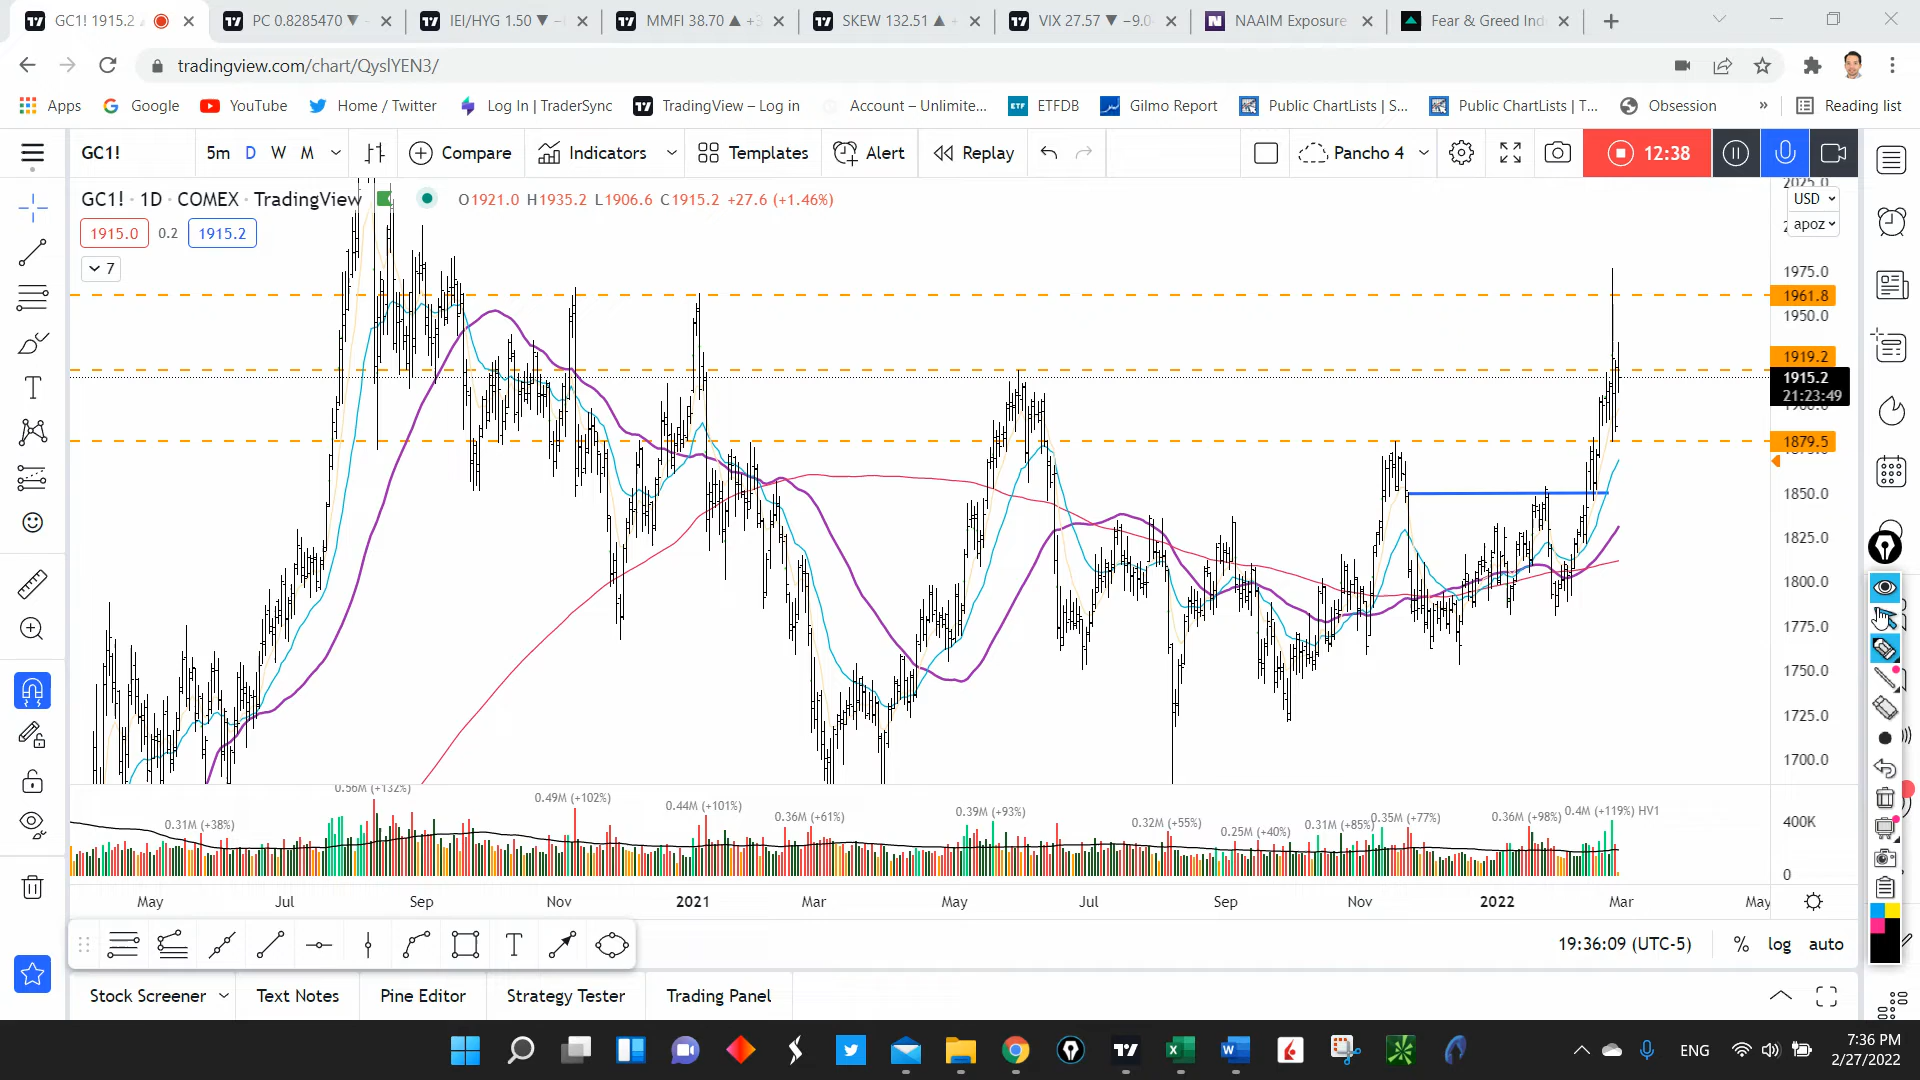 GC1! 1915.2
PC 0.8285470 ▼ −
IEI/HYG 1.50 ▼ −
MMFI 38.70 ▲ +3
SKEW 132.51 ▲ +
VIX 27.57 ▼ −9.0
NAAIM Exposure
Fear & Greed Ind
tradingview.com/chart/QyslYEN3/
Apps
Google
YouTube
Home / Twitter
Log In | TraderSync
TradingView – Log in
Account – Unlimite...
ETF
ETFDB
Gilmo Report
Public ChartLists | S...
Public ChartLists | T...
Obsession
»
Reading list
GC1!
5m
D
W
M
Compare
Indicators
Templates
Alert
Replay
Pancho 4
12:38
GC1! · 1D · COMEX · TradingView
O1921.0 H1935.2 L1906.6 C1915.2 +27.6 (+1.46%)
1915.0
0.2
1915.2
7
USD
apoz
1975.0
1961.8
1950.0
1919.2
1915.2
21:23:49
1879.5
1850.0
1825.0
1800.0
1775.0
1750.0
1725.0
1700.0
0.56M (+132%)
0.31M (+38%)
0.49M (+102%)
0.44M (+101%)
0.36M (+61%)
0.39M (+93%)
0.32M (+55%)
0.25M (+40%)
0.31M (+85%)
0.35M (+77%)
0.36M (+98%)
0.4M (+119%) HV1
400K
0
May
Jul
Sep
Nov
2021
Mar
May
Jul
Sep
Nov
2022
Mar
May
19:36:09 (UTC-5)
%
log
auto
Stock Screener
Text Notes
Pine Editor
Strategy Tester
Trading Panel
ENG
7:36 PM
2/27/2022